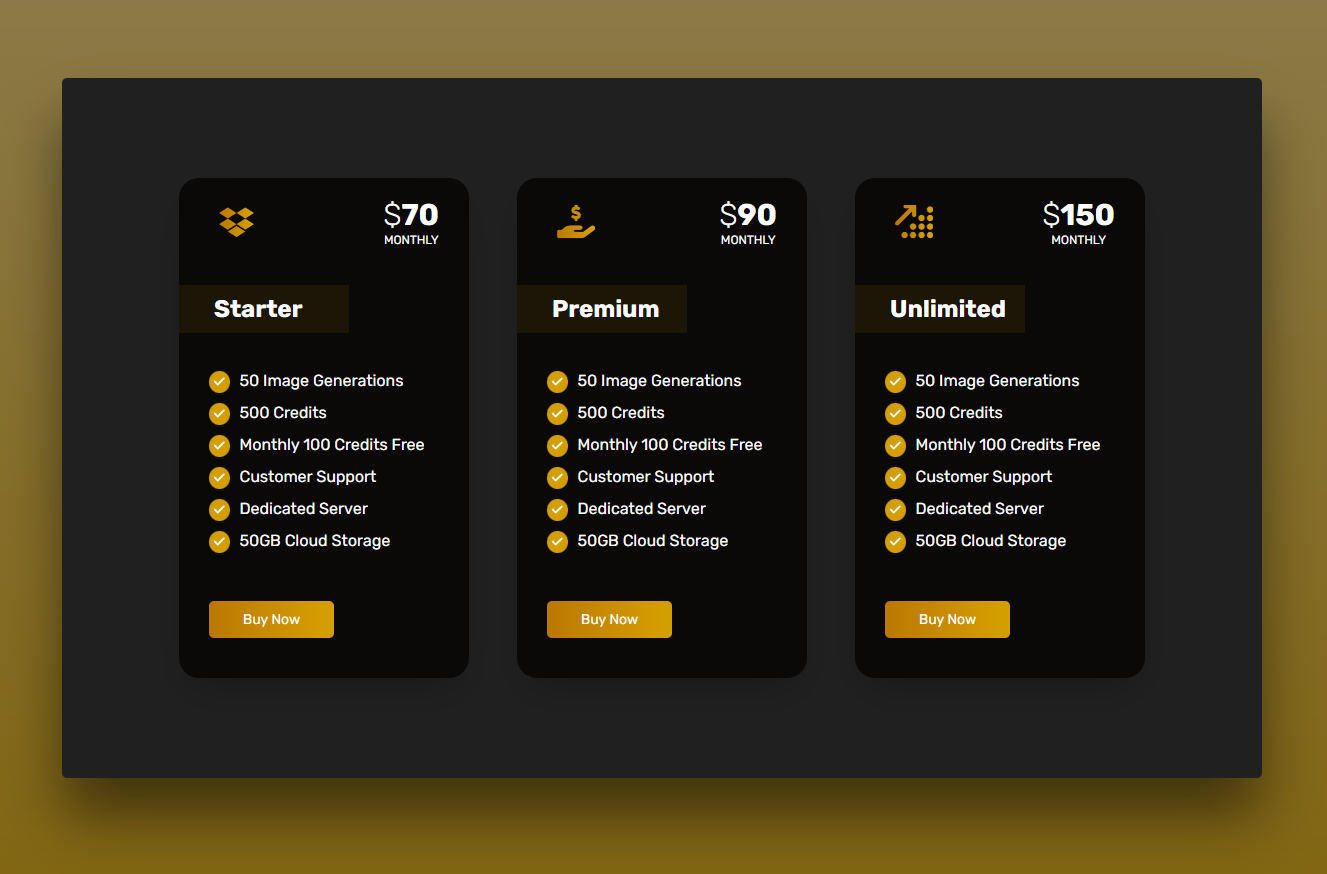 $70
MONTHLY
Starter
50 Image Generations
500 Credits
Monthly 100 Credits Free
Customer Support
Dedicated Server
50GB Cloud Storage
Buy Now
$90
MONTHLY
Premium
50 Image Generations
500 Credits
Monthly 100 Credits Free
Customer Support
Dedicated Server
50GB Cloud Storage
Buy Now
$150
MONTHLY
Unlimited
50 Image Generations
500 Credits
Monthly 100 Credits Free
Customer Support
Dedicated Server
50GB Cloud Storage
Buy Now